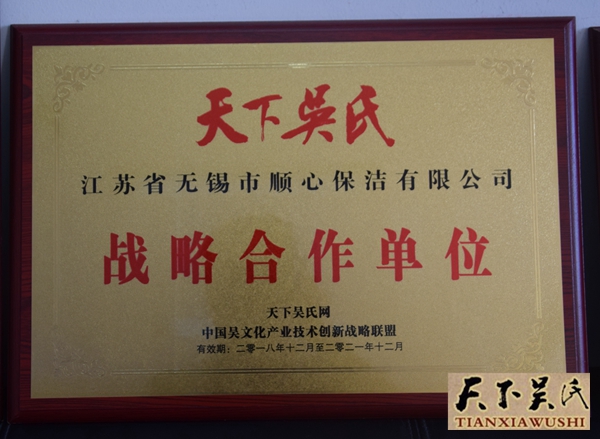 天下吳氏
江苏省无锡市顺心保洁有限公司
战略合作单位
天下吴氏网
中国吴文化产业技术创新战略联盟
有效期：二零一八年十二月至二零二一年十二月
天下吳氏
TIANXIAWUSHI